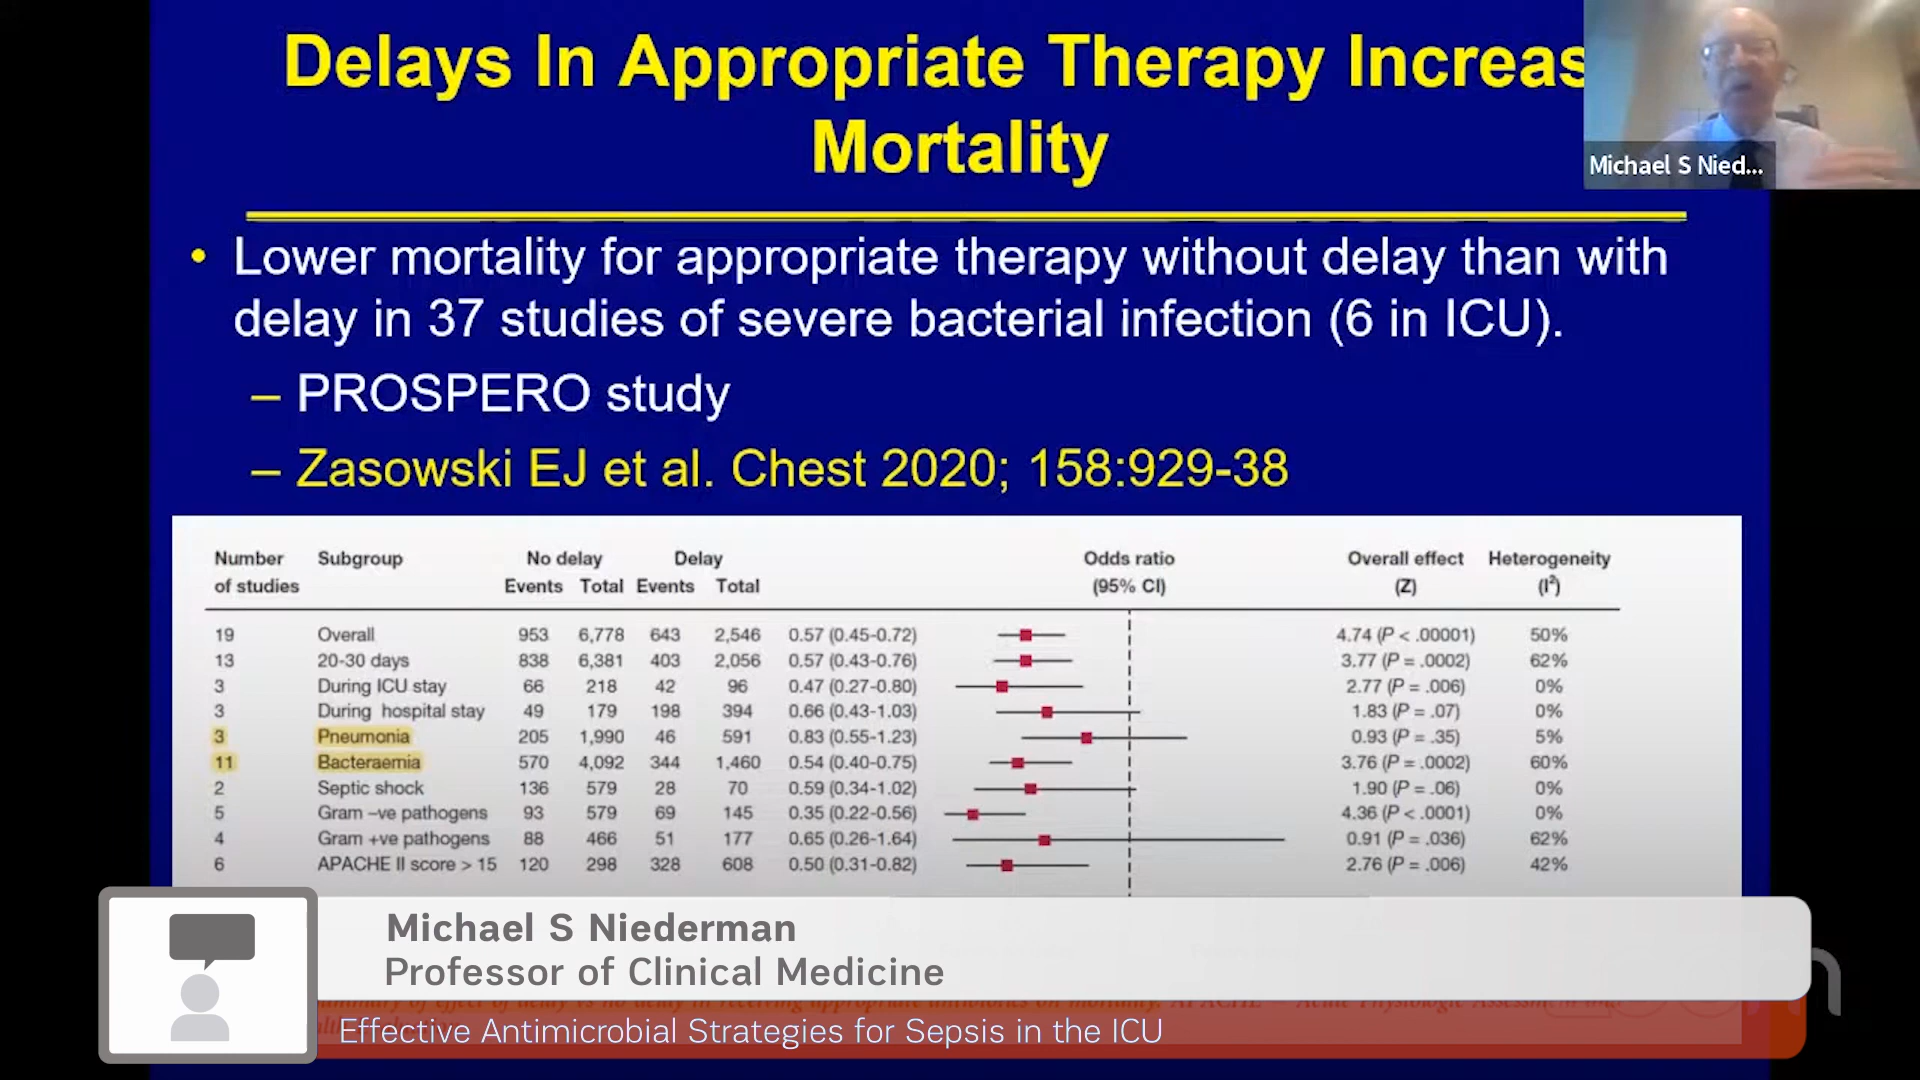 Delays In Appropriate Therapy Increas
Mortality
Michael S Nied...
• Lower mortality for appropriate therapy without delay than with
delay in 37 studies of severe bacterial infection (6 in ICU).
– PROSPERO study
– Zasowski EJ et al. Chest 2020; 158:929-38
Number Subgroup No delay Delay Odds ratio Overall effect Heterogeneity
of studies Events Total Events Total (95% CI) (Z) (I²)
19 Overall 953 6,778 643 2,546 0.57 (0.45-0.72) 4.74 (P < .00001) 50%
13 20-30 days 838 6,381 403 2,056 0.57 (0.43-0.76) 3.77 (P = .0002) 62%
3 During ICU stay 66 218 42 96 0.47 (0.27-0.80) 2.77 (P = .006) 0%
3 During hospital stay 49 179 198 394 0.66 (0.43-1.03) 1.83 (P = .07) 0%
3 Pneumonia 205 1,990 46 591 0.83 (0.55-1.23) 0.93 (P = .35) 5%
11 Bacteraemia 570 4,092 344 1,460 0.54 (0.40-0.75) 3.76 (P = .0002) 60%
2 Septic shock 136 579 28 70 0.59 (0.34-1.02) 1.90 (P = .06) 0%
5 Gram –ve pathogens 93 579 69 145 0.35 (0.22-0.56) 4.36 (P < .0001) 0%
4 Gram +ve pathogens 88 466 51 177 0.65 (0.26-1.64) 0.91 (P = .036) 62%
6 APACHE II score > 15 120 298 328 608 0.50 (0.31-0.82) 2.76 (P = .006) 42%
Michael S Niederman
Professor of Clinical Medicine
Effective Antimicrobial Strategies for Sepsis in the ICU